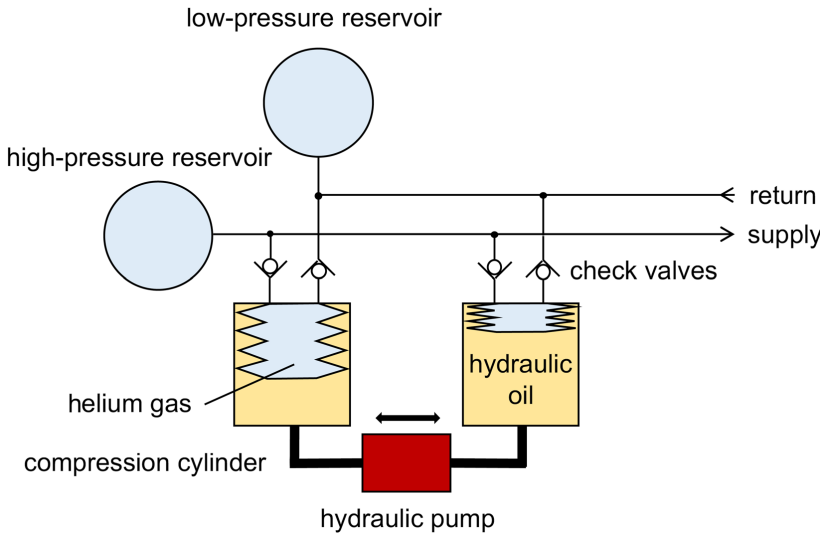 low-pressure reservoir
high-pressure reservoir
return
supply
check valves
hydraulic
oil
helium gas
compression cylinder
hydraulic pump